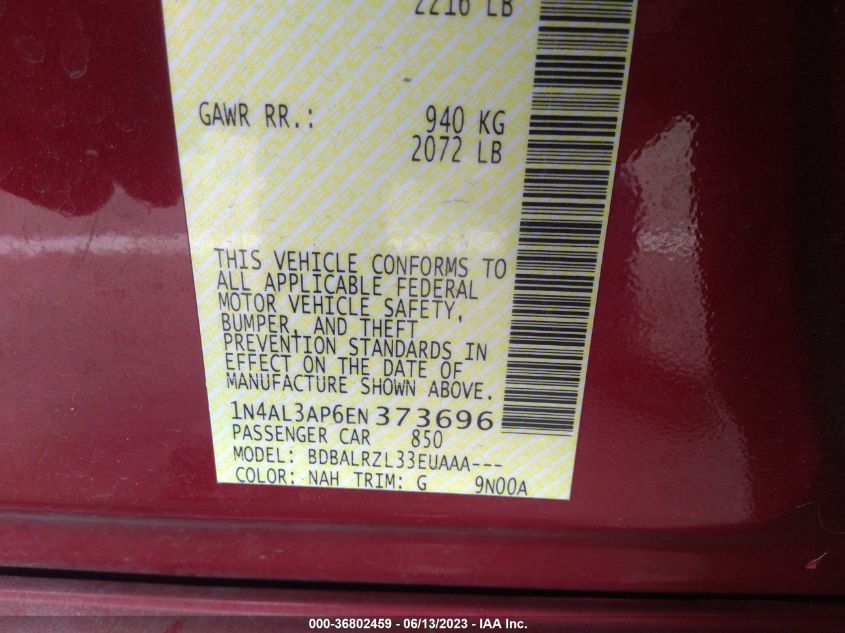 2216 LB
GAWR RR.: 940 KG
2072 LB
THIS VEHICLE CONFORMS TO
ALL APPLICABLE FEDERAL
MOTOR VEHICLE SAFETY,
BUMPER, AND THEFT
PREVENTION STANDARDS IN
EFFECT ON THE DATE OF
MANUFACTURE SHOWN ABOVE.
1N4AL3AP6EN 373696
PASSENGER CAR 850
MODEL: BDBALRZL33EUAAA---
COLOR: NAH TRIM: G 9N00A
000-36802459 - 06/13/2023 - IAA Inc.